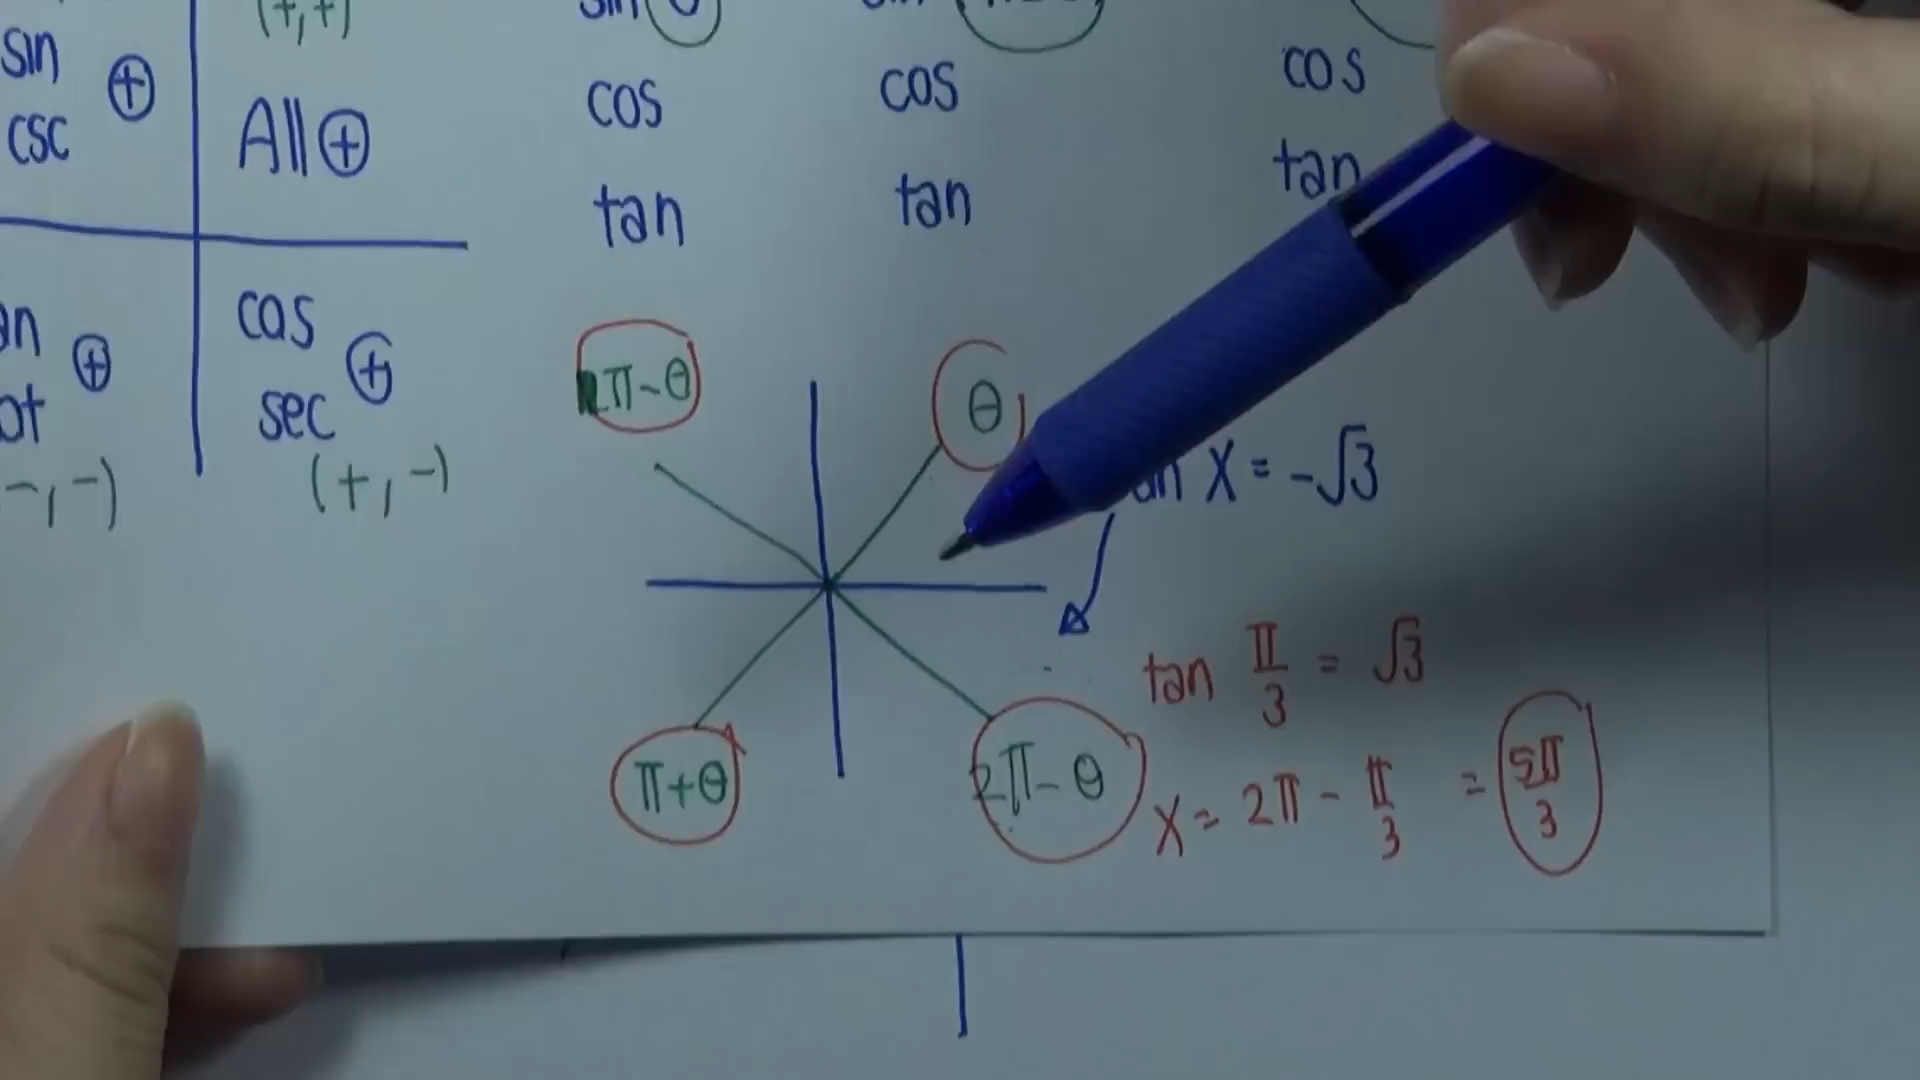 (+,+)
sin θ
sin
csc
⊕
All ⊕
cos
cos
cos
tan
tan
tan
⊕
cos
sec
⊕
-,-)
(+,-)
π-θ
θ
X = -√3
π+θ
2π-θ
tan π/3 = √3
X = 2π - π/3 = 5π/3